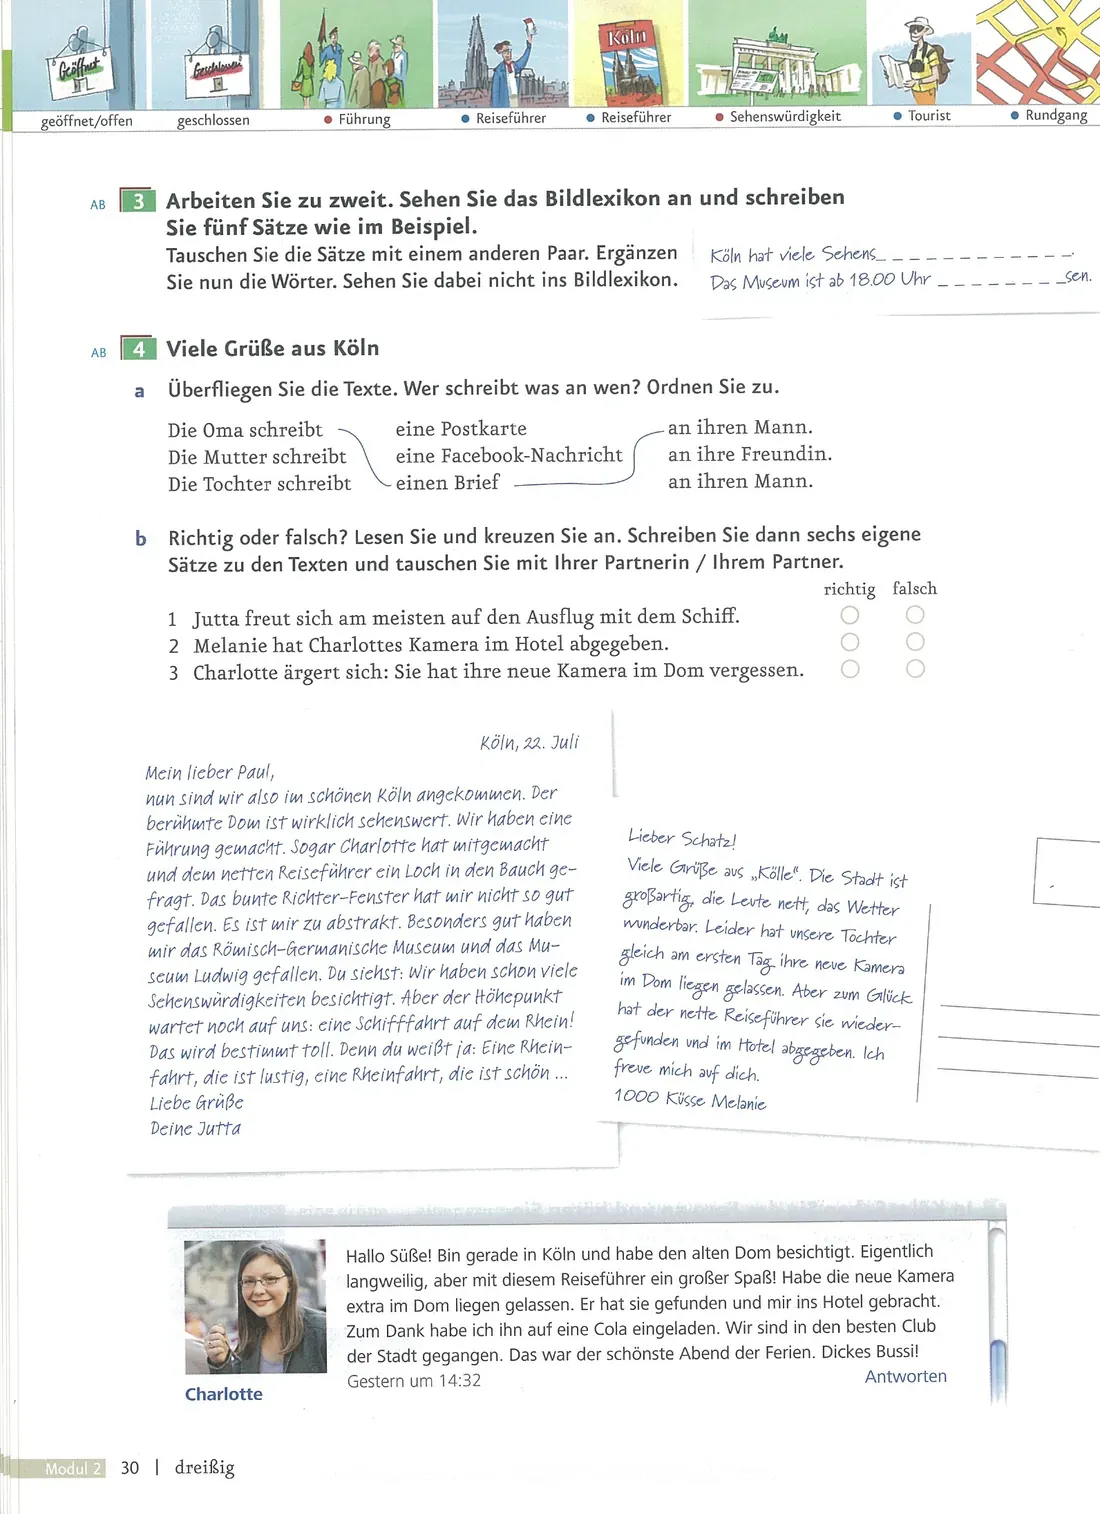 Geöffnet
Geschlossen
Köln
geöffnet/offen
geschlossen
Führung
Reiseführer
Reiseführer
Sehenswürdigkeit
Tourist
Rundgang
AB 3 Arbeiten Sie zu zweit. Sehen Sie das Bildlexikon an und schreiben
Sie fünf Sätze wie im Beispiel.
Tauschen Sie die Sätze mit einem anderen Paar. Ergänzen
Sie nun die Wörter. Sehen Sie dabei nicht ins Bildlexikon.
Köln hat viele Sehens_ _ _ _ _ _ _ _ _ _ _ _.
Das Museum ist ab 18.00 Uhr _ _ _ _ _ _ _ _sen.
AB 4 Viele Grüße aus Köln
a Überfliegen Sie die Texte. Wer schreibt was an wen? Ordnen Sie zu.
Die Oma schreibt eine Postkarte an ihren Mann.
Die Mutter schreibt eine Facebook-Nachricht an ihre Freundin.
Die Tochter schreibt einen Brief an ihren Mann.
b Richtig oder falsch? Lesen Sie und kreuzen Sie an. Schreiben Sie dann sechs eigene
Sätze zu den Texten und tauschen Sie mit Ihrer Partnerin / Ihrem Partner.
richtig falsch
1 Jutta freut sich am meisten auf den Ausflug mit dem Schiff.
2 Melanie hat Charlottes Kamera im Hotel abgegeben.
3 Charlotte ärgert sich: Sie hat ihre neue Kamera im Dom vergessen.
Köln, 22. Juli
Mein lieber Paul,
nun sind wir also im schönen Köln angekommen. Der
berühmte Dom ist wirklich sehenswert. Wir haben eine
Führung gemacht. Sogar Charlotte hat mitgemacht
und dem netten Reiseführer ein Loch in den Bauch ge-
fragt. Das bunte Richter-Fenster hat mir nicht so gut
gefallen. Es ist mir zu abstrakt. Besonders gut haben
mir das Römisch-Germanische Museum und das Mu-
seum Ludwig gefallen. Du siehst: Wir haben schon viele
Sehenswürdigkeiten besichtigt. Aber der Höhepunkt
wartet noch auf uns: eine Schifffahrt auf dem Rhein!
Das wird bestimmt toll. Denn du weißt ja: Eine Rhein-
fahrt, die ist lustig, eine Rheinfahrt, die ist schön ...
Liebe Grüße
Deine Jutta
Lieber Schatz!
Viele Grüße aus „Kölle“. Die Stadt ist
großartig, die Leute nett, das Wetter
wunderbar. Leider hat unsere Tochter
gleich am ersten Tag ihre neue Kamera
im Dom liegen gelassen. Aber zum Glück
hat der nette Reiseführer sie wieder-
gefunden und im Hotel abgegeben. Ich
freue mich auf dich.
1000 Küsse Melanie
Hallo Süße! Bin gerade in Köln und habe den alten Dom besichtigt. Eigentlich
langweilig, aber mit diesem Reiseführer ein großer Spaß! Habe die neue Kamera
extra im Dom liegen gelassen. Er hat sie gefunden und mir ins Hotel gebracht.
Zum Dank habe ich ihn auf eine Cola eingeladen. Wir sind in den besten Club
der Stadt gegangen. Das war der schönste Abend der Ferien. Dickes Bussi!
Gestern um 14:32 Antworten
Charlotte
Modul 2 30 | dreißig